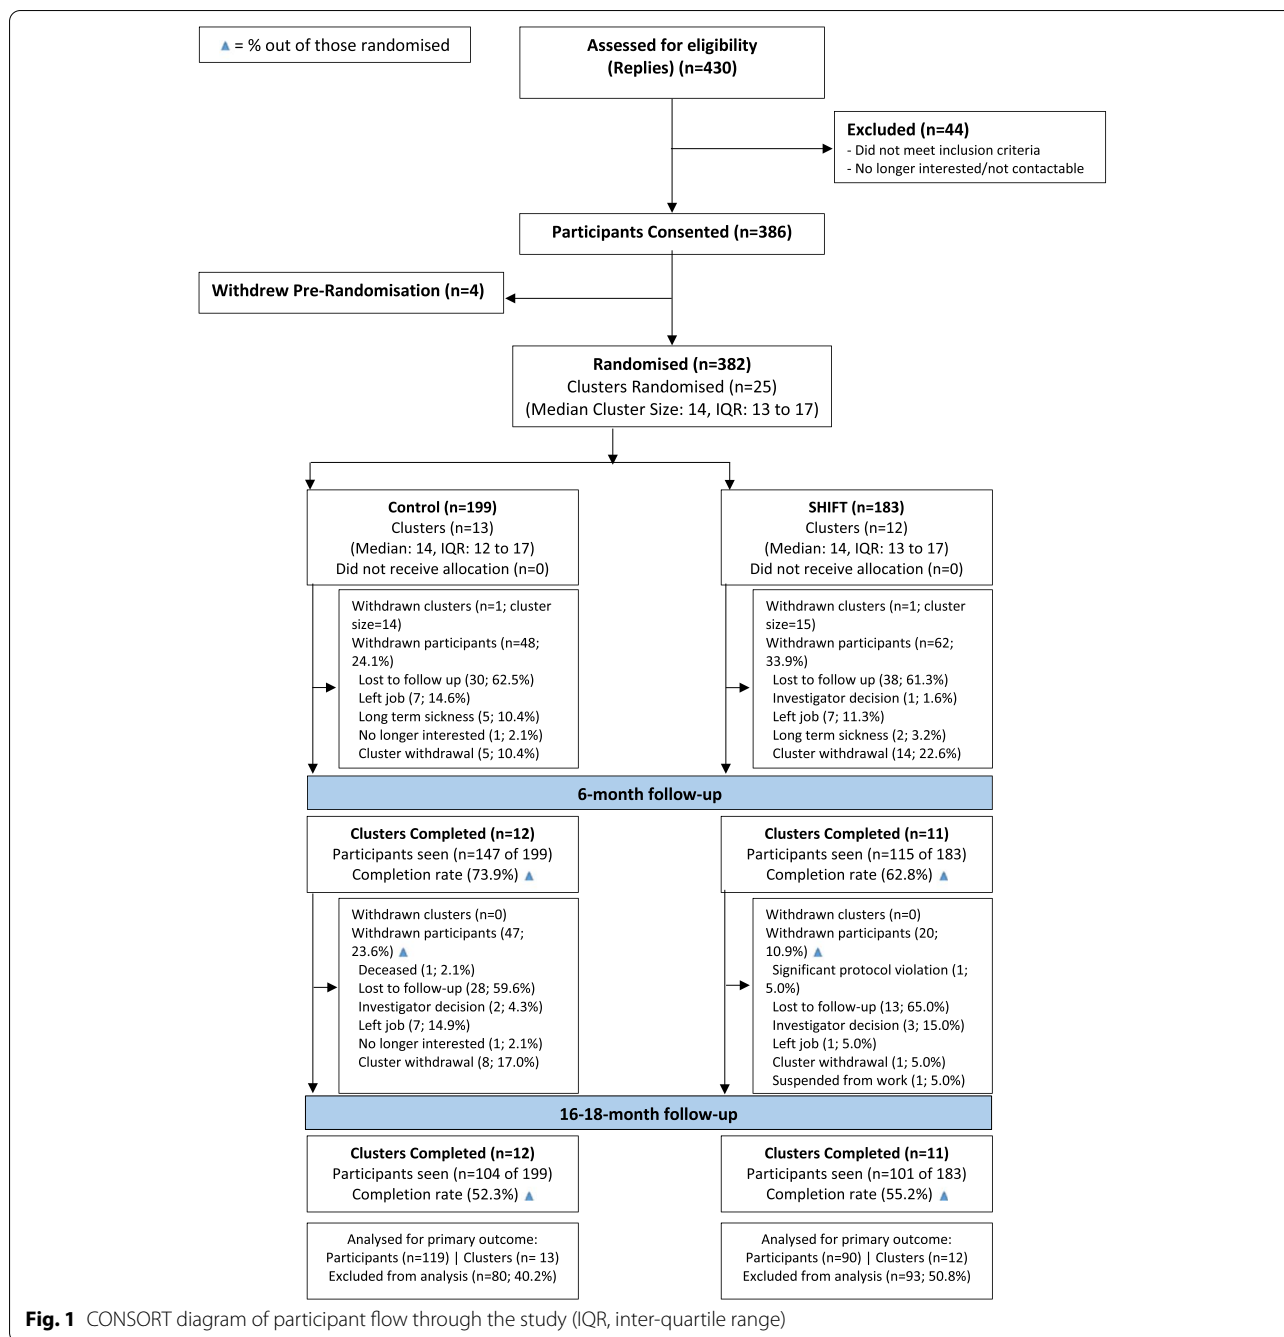 ▲ = % out of those randomised
Assessed for eligibility
(Replies) (n=430)
Excluded (n=44)
- Did not meet inclusion criteria
- No longer interested/not contactable
Participants Consented (n=386)
Withdrew Pre-Randomisation (n=4)
Randomised (n=382)
Clusters Randomised (n=25)
(Median Cluster Size: 14, IQR: 13 to 17)
Control (n=199)
Clusters (n=13)
(Median: 14, IQR: 12 to 17)
Did not receive allocation (n=0)
SHIFT (n=183)
Clusters (n=12)
(Median: 14, IQR: 13 to 17)
Did not receive allocation (n=0)
Withdrawn clusters (n=1; cluster
size=14)
Withdrawn participants (n=48;
24.1%)
Lost to follow up (30; 62.5%)
Left job (7; 14.6%)
Long term sickness (5; 10.4%)
No longer interested (1; 2.1%)
Cluster withdrawal (5; 10.4%)
Withdrawn clusters (n=1; cluster
size=15)
Withdrawn participants (n=62;
33.9%)
Lost to follow up (38; 61.3%)
Investigator decision (1; 1.6%)
Left job (7; 11.3%)
Long term sickness (2; 3.2%)
Cluster withdrawal (14; 22.6%)
6-month follow-up
Clusters Completed (n=12)
Participants seen (n=147 of 199)
Completion rate (73.9%) ▲
Clusters Completed (n=11)
Participants seen (n=115 of 183)
Completion rate (62.8%) ▲
Withdrawn clusters (n=0)
Withdrawn participants (47;
23.6%) ▲
Deceased (1; 2.1%)
Lost to follow-up (28; 59.6%)
Investigator decision (2; 4.3%)
Left job (7; 14.9%)
No longer interested (1; 2.1%)
Cluster withdrawal (8; 17.0%)
Withdrawn clusters (n=0)
Withdrawn participants (20;
10.9%) ▲
Significant protocol violation (1;
5.0%)
Lost to follow-up (13; 65.0%)
Investigator decision (3; 15.0%)
Left job (1; 5.0%)
Cluster withdrawal (1; 5.0%)
Suspended from work (1; 5.0%)
16-18-month follow-up
Clusters Completed (n=12)
Participants seen (n=104 of 199)
Completion rate (52.3%) ▲
Clusters Completed (n=11)
Participants seen (n=101 of 183)
Completion rate (55.2%) ▲
Analysed for primary outcome:
Participants (n=119) | Clusters (n= 13)
Excluded from analysis (n=80; 40.2%)
Analysed for primary outcome:
Participants (n=90) | Clusters (n=12)
Excluded from analysis (n=93; 50.8%)
Fig. 1 CONSORT diagram of participant flow through the study (IQR, inter-quartile range)